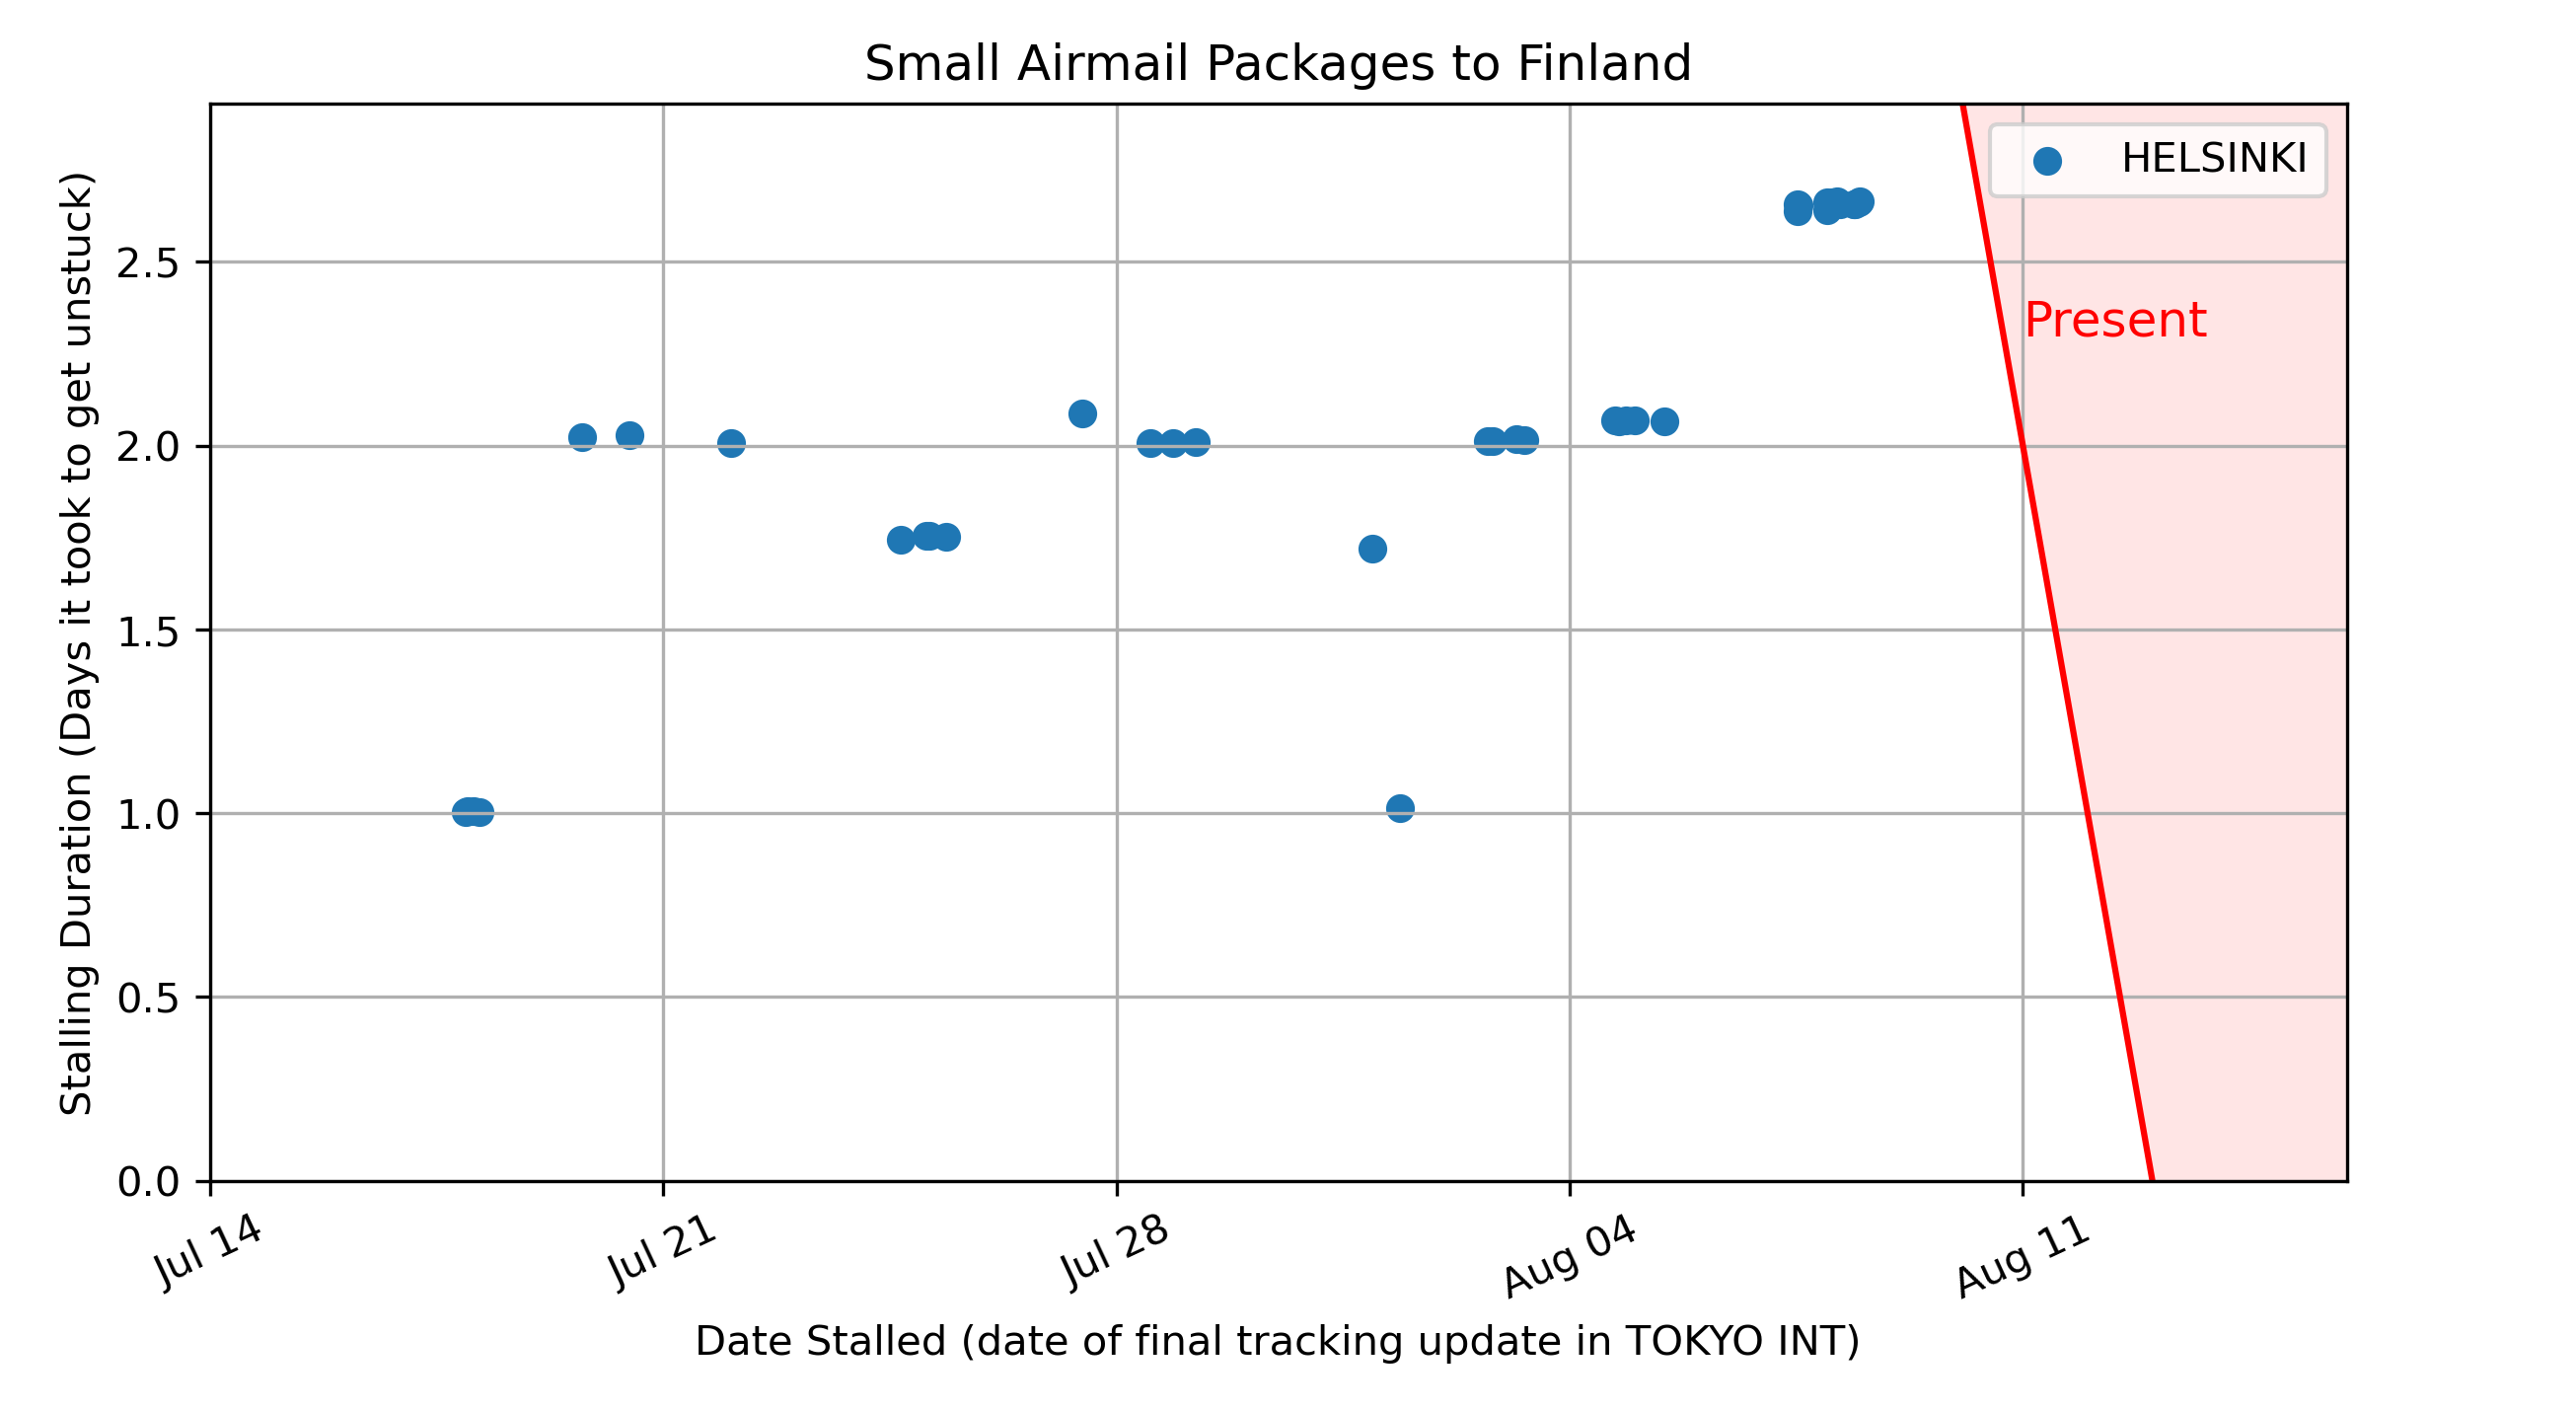 Small Airmail Packages to Finland
HELSINKI
Present
Stalling Duration (Days it took to get unstuck)
2.5
2.0
1.5
1.0
0.5
0.0
Jul 14
Jul 21
Jul 28
Aug 04
Aug 11
Date Stalled (date of final tracking update in TOKYO INT)